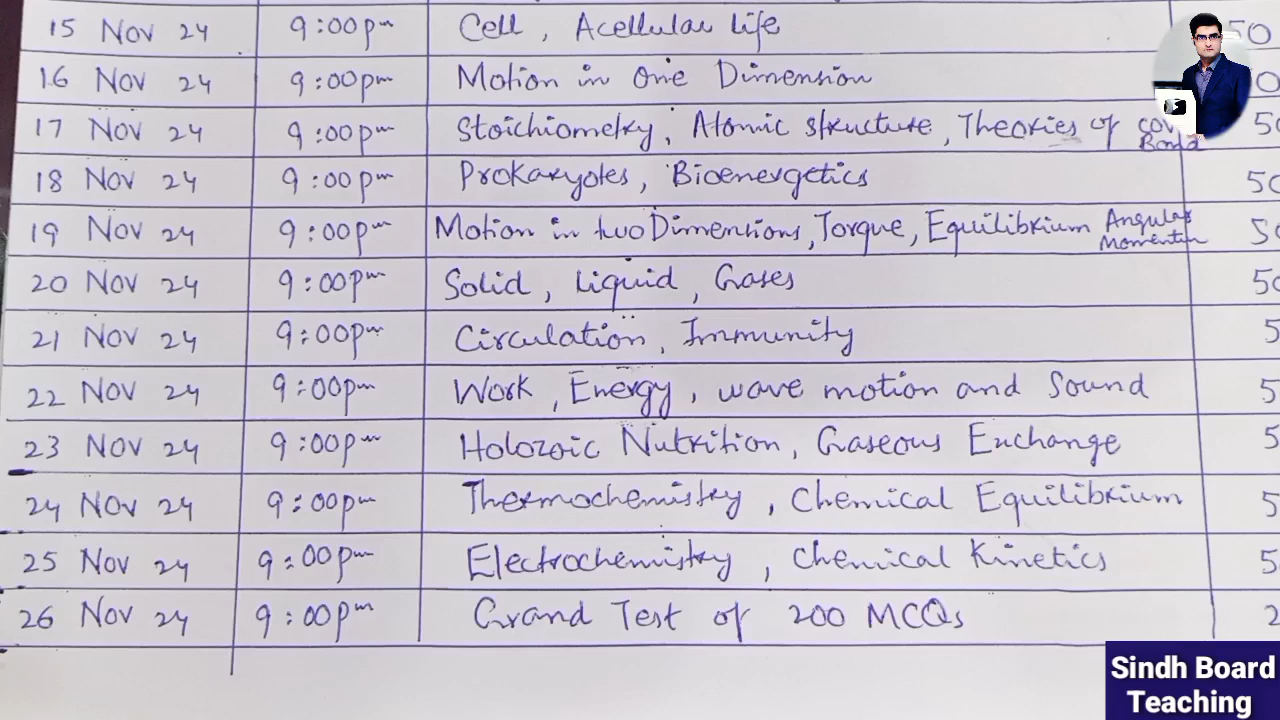 15 Nov 24 9:00pm Cell, Acellular life 50
16 Nov 24 9:00pm Motion in One Dimension 0
17 Nov 24 9:00pm Stoichiometry, Atomic structure, Theories of cov Bond 50
18 Nov 24 9:00pm Prokaryotes, Bioenergetics 50
19 Nov 24 9:00pm Motion in two Dimensions, Torque, Equilibrium Angular Momentum 50
20 Nov 24 9:00pm Solid, Liquid, Gases 50
21 Nov 24 9:00pm Circulation, Immunity 5
22 Nov 24 9:00pm Work, Energy, wave motion and Sound 5
23 Nov 24 9:00pm Holozoic Nutrition, Gaseous Exchange 5
24 Nov 24 9:00pm Thermochemistry, Chemical Equilibrium 5
25 Nov 24 9:00pm Electrochemistry, Chemical Kinetics 5
26 Nov 24 9:00pm Grand Test of 200 MCQs 2
Sindh Board
Teaching